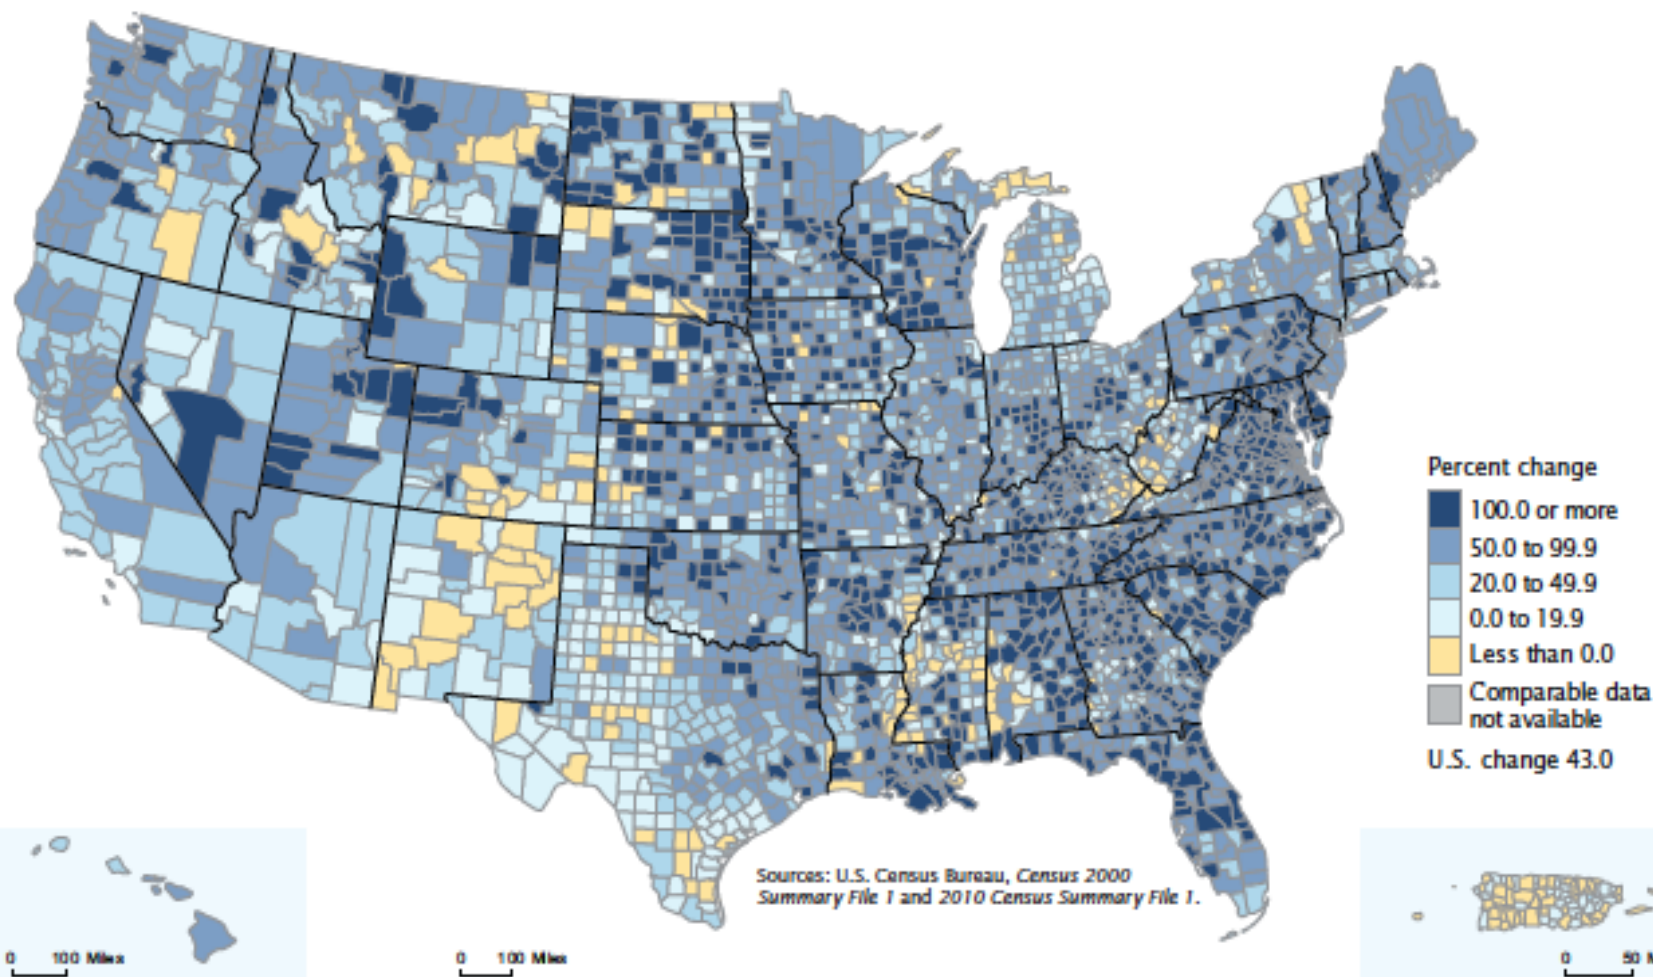 Percent change
100.0 or more
50.0 to 99.9
20.0 to 49.9
0.0 to 19.9
Less than 0.0
Comparable data
not available
U.S. change 43.0
Sources: U.S. Census Bureau, Census 2000
Summary File 1 and 2010 Census Summary File 1.
0 100 Miles
0 100 Miles
0 50 M